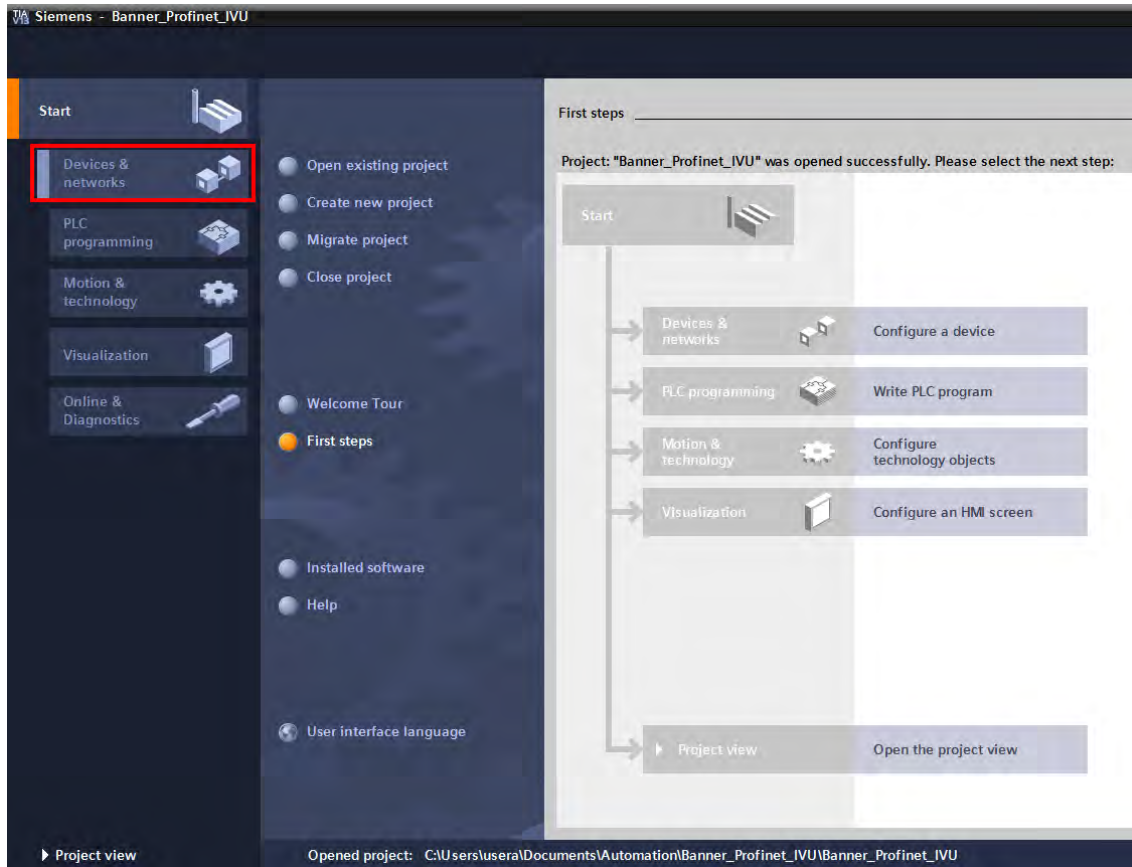 Siemens - Banner_Profinet_IVU
Start
Devices &
networks
PLC
programming
Motion &
technology
Visualization
Online &
Diagnostics
Open existing project
Create new project
Migrate project
Close project
Welcome Tour
First steps
Installed software
Help
User interface language
First steps
Project: "Banner_Profinet_IVU" was opened successfully. Please select the next step:
Start
Devices &
networks
Configure a device
PLC programming
Write PLC program
Motion &
technology
Configure
technology objects
Visualization
Configure an HMI screen
Project view
Open the project view
Project view
Opened project: C:\Users\usera\Documents\Automation\Banner_Profinet_IVU\Banner_Profinet_IVU